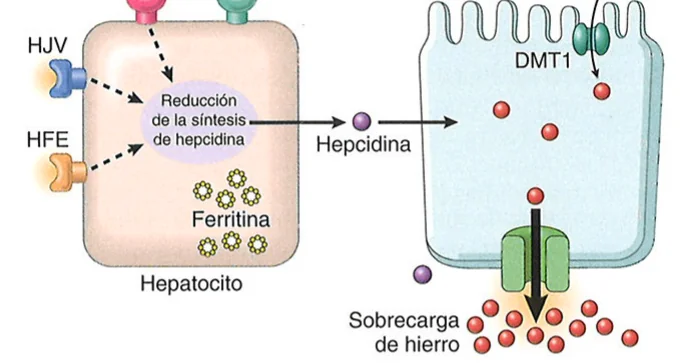 HJV
HFE
Reducción
de la síntesis
de hepcidina
Ferritina
Hepatocito
Hepcidina
DMT1
Sobrecarga
de hierro